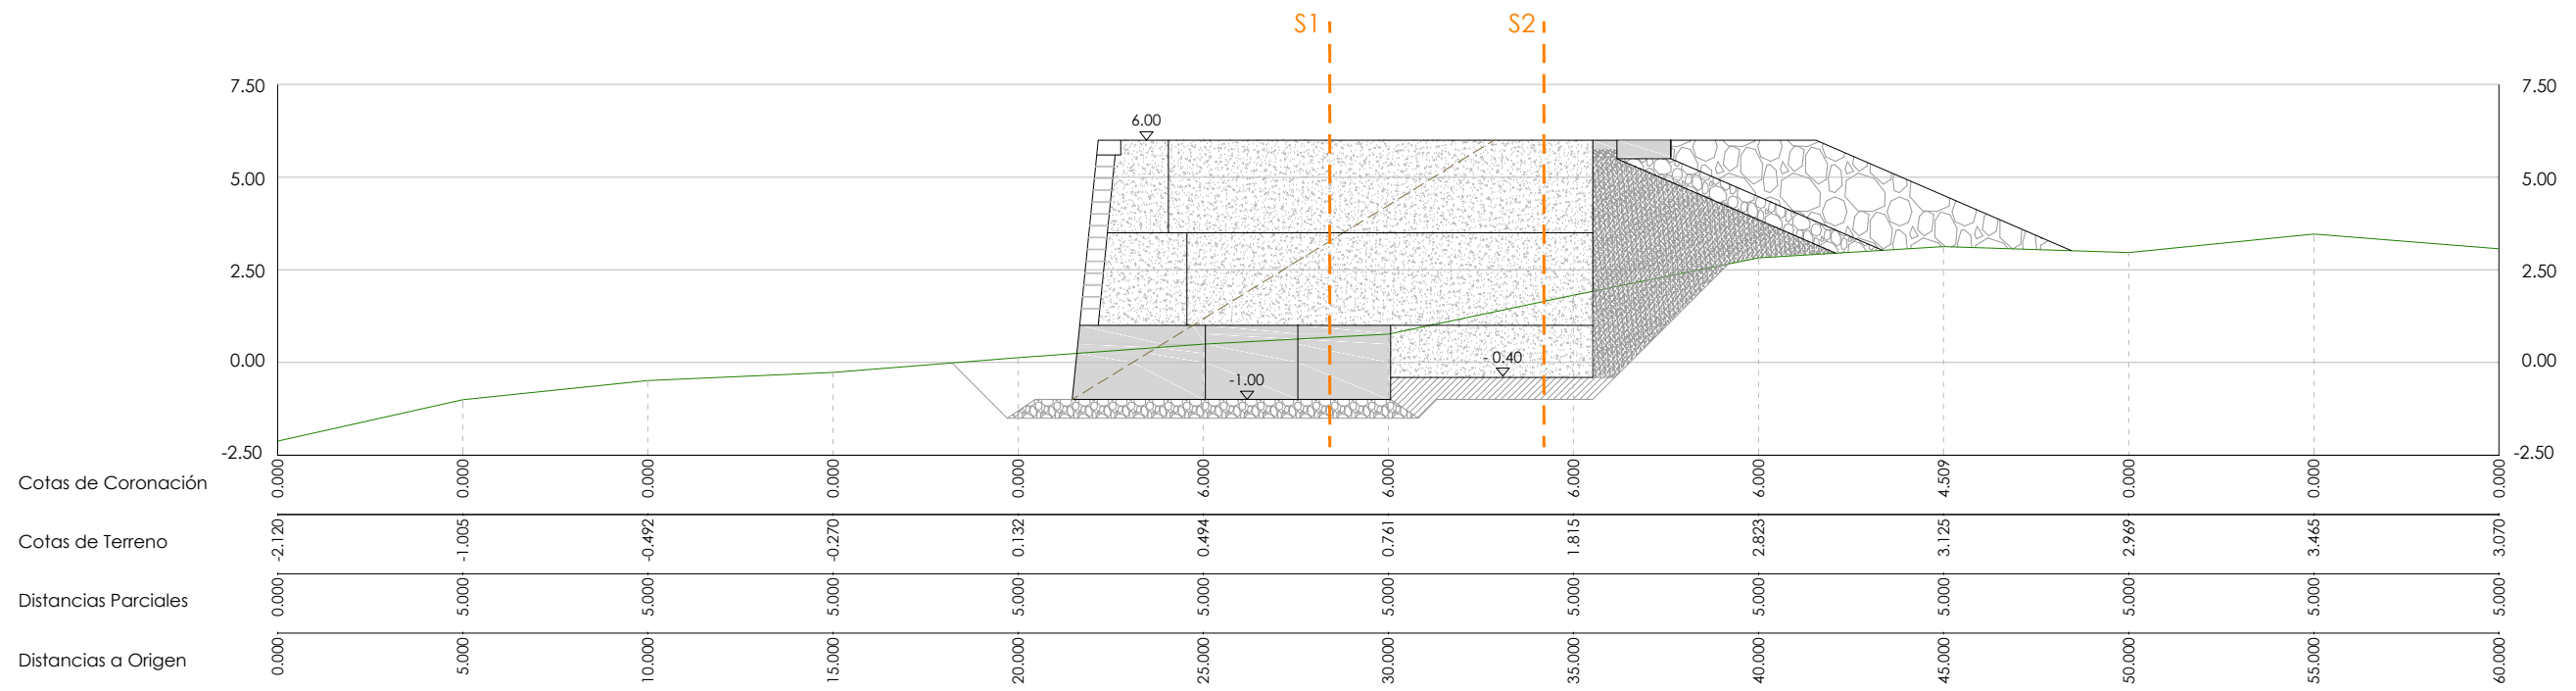 S1 S2
7.50 7.50
6.00
5.00 5.00
2.50 2.50
0.00 - 0.40 0.00
-1.00
-2.50 -2.50
Cotas de Coronación 0.000 0.000 0.000 0.000 0.000 6.000 6.000 6.000 6.000 4.509 0.000 0.000 0.000
Cotas de Terreno -2.120 -1.005 -0.492 -0.270 0.132 0.494 0.761 1.815 2.823 3.125 2.969 3.465 3.070
Distancias Parciales 0.000 5.000 5.000 5.000 5.000 5.000 5.000 5.000 5.000 5.000 5.000 5.000 5.000
Distancias a Origen 0.000 5.000 10.000 15.000 20.000 25.000 30.000 35.000 40.000 45.000 50.000 55.000 60.000